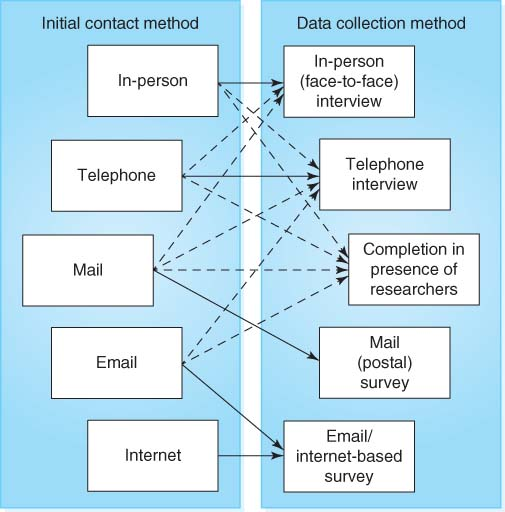 Initial contact method
Data collection method
In-person
In-person
(face-to-face)
interview
Telephone
Telephone
interview
Mail
Completion in
presence of
researchers
Email
Mail
(postal)
survey
Internet
Email/
internet-based
survey